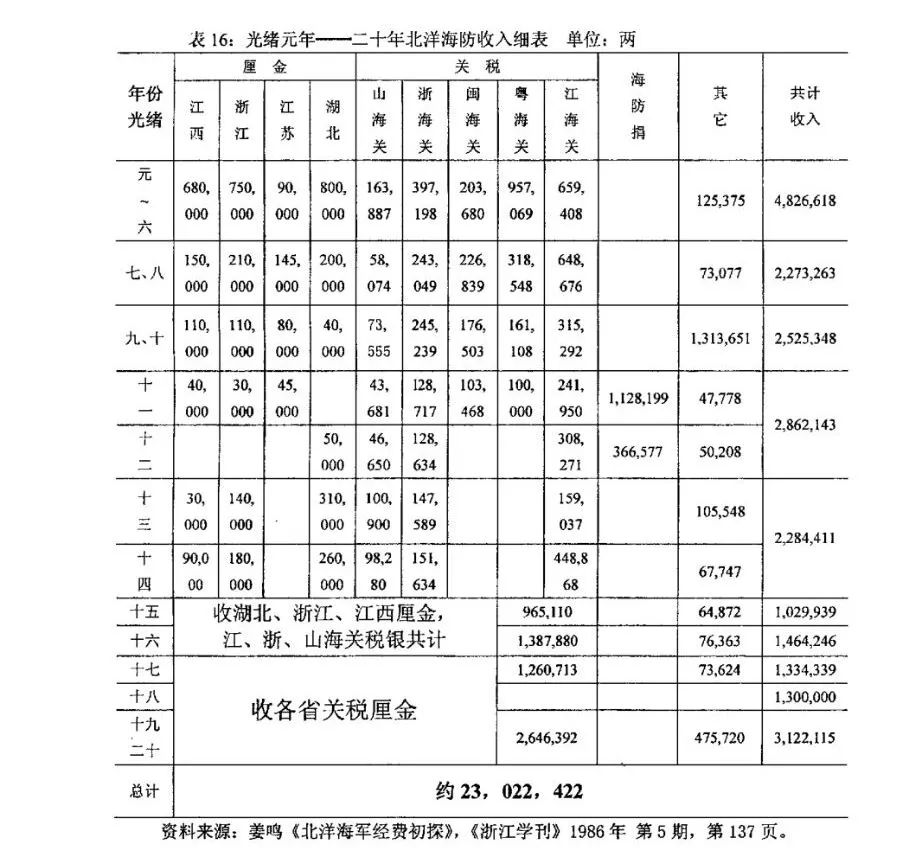 表16：光绪元年——二十年北洋海防收入细表 单位：两
年份光绪 厘金 关税 海防捐 其它 共计收入
江西 浙江 江苏 湖北 山海关 浙海关 闽海关 粤海关 江海关
元~六 680,000 750,000 90,000 800,000 163,887 397,198 203,680 957,069 659,408 125,375 4,826,618
七、八 150,000 210,000 145,000 200,000 58,074 243,049 226,839 318,548 648,676 73,077 2,273,263
九、十 110,000 110,000 80,000 40,000 73,555 245,239 176,503 161,108 315,292 1,313,651 2,525,348
十一 40,000 30,000 45,000 43,681 128,717 103,468 100,000 241,950 1,128,199 47,778
2,862,143
十二 50,000 46,650 128,634 308,271 366,577 50,208
十三 30,000 140,000 310,000 100,900 147,589 159,037 105,548
2,284,411
十四 90,000 180,000 260,000 98,280 151,634 448,868 67,747
十五 收湖北、浙江、江西厘金， 965,110 64,872 1,029,939
十六 江、浙、山海关税银共计 1,387,880 76,363 1,464,246
十七 1,260,713 73,624 1,334,339
十八 收各省关税厘金 1,300,000
十九二十 2,646,392 475,720 3,122,115
总计 约23，022，422
资料来源：姜鸣《北洋海军经费初探》，《浙江学刊》1986年 第5期，第137页。